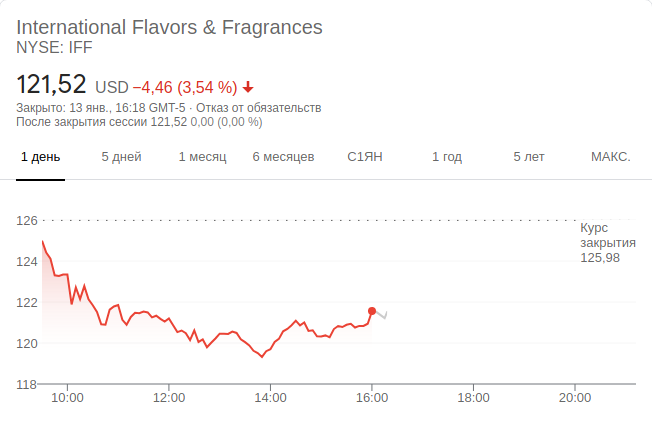 International Flavors & Fragrances
NYSE: IFF
121,52 USD −4,46 (3,54 %)
Закрыто: 13 янв., 16:18 GMT-5 · Отказ от обязательств
После закрытия сессии 121,52 0,00 (0,00 %)
1 день 5 дней 1 месяц 6 месяцев С1ЯН 1 год 5 лет МАКС.
126
Курс
закрытия
125,98
124
122
120
118
10:00 12:00 14:00 16:00 18:00 20:00